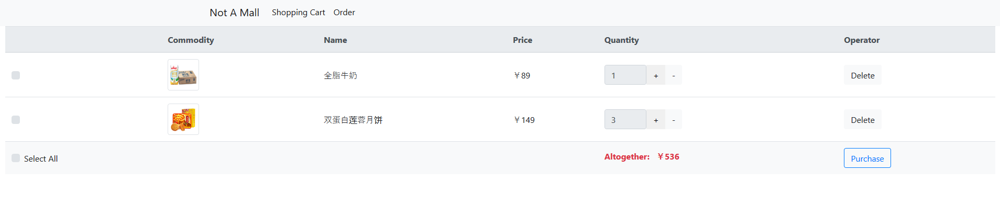 Not A Mall Shopping Cart Order
Commodity Name Price Quantity Operator
全脂牛奶 ￥89 1 + - Delete
双蛋白莲蓉月饼 ￥149 3 + - Delete
Select All Altogether: ￥536 Purchase